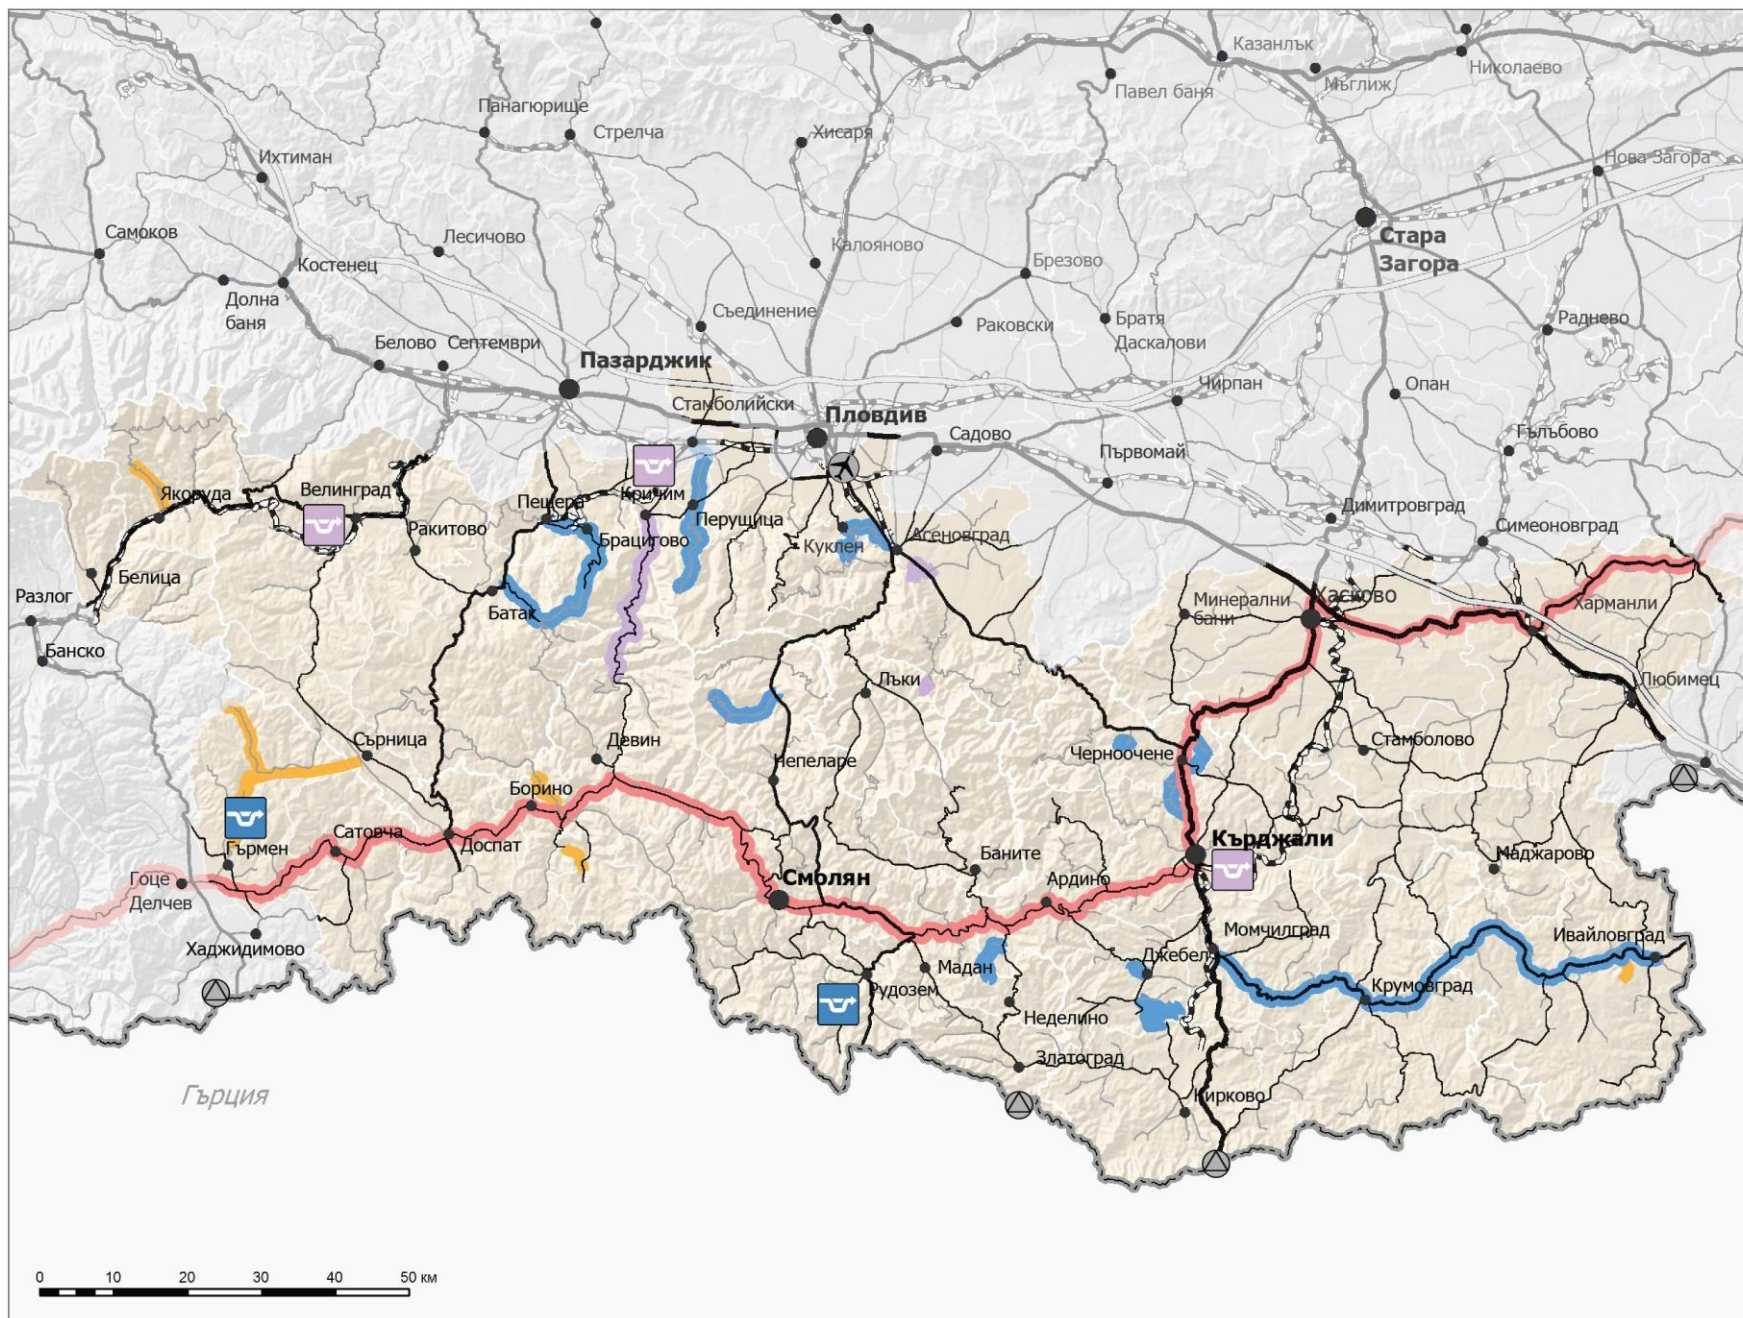 Казанлък
Николаево
Мъглиж
Павел баня
Панагюрище
Стрелча
Хисаря
Ихтиман
Нова Загора
Самоков
Лесичово
Калояново
Стара
Загора
Костенец
Брезово
Долна
баня
Съединение
Раковски
Братя
Даскалови
Раднево
Белово
Септември
Пазарджик
Чирпан
Опан
Стамболийски
Пловдив
Садово
Гълъбово
Първомай
Якоруда
Велинград
Пещера
Кричим
Димитровград
Ракитово
Брацигово
Перущица
Куклен
Асеновград
Симеоновград
Белица
Разлог
Батак
Минерални
бани
Хасково
Харманли
Банско
Лъки
Любимец
Сърница
Девин
Чепеларе
Черноочене
Стамболово
Борино
Гърмен
Сатовча
Доспат
Кърджали
Баните
Маджарово
Гоце
Делчев
Смолян
Ардино
Хаджидимово
Момчилград
Ивайловград
Джебел
Мадан
Рудозем
Крумовград
Неделино
Златоград
Гърция
Кирково
0 10 20 30 40 50 км